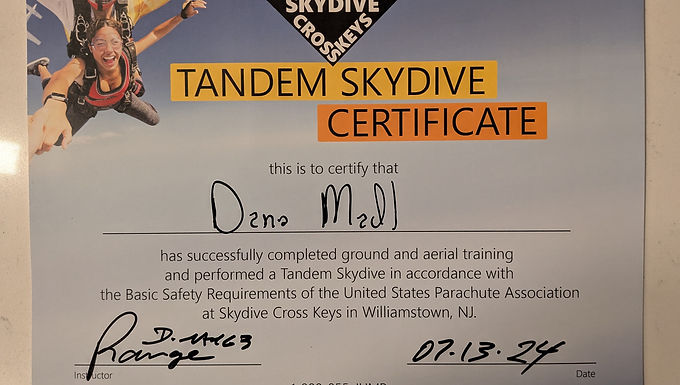 SKYDIVE
CROSSKEYS
TANDEM SKYDIVE
CERTIFICATE
this is to certify that
Dana Madl
has successfully completed ground and aerial training
and performed a Tandem Skydive in accordance with
the Basic Safety Requirements of the United States Parachute Association
at Skydive Cross Keys in Williamstown, NJ.
07.13.24
Instructor
Date